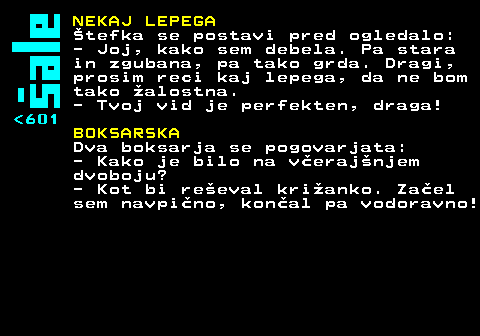 Šale
<601
NEKAJ LEPEGA
Štefka se postavi pred ogledalo:
- Joj, kako sem debela. Pa stara
in zgubana, pa tako grda. Dragi,
prosim reci kaj lepega, da ne bom
tako žalostna.
- Tvoj vid je perfekten, draga!
BOKSARSKA
Dva boksarja se pogovarjata:
- Kako je bilo na včerajšnjem
dvoboju?
- Kot bi reševal križanko. Začel
sem navpično, končal pa vodoravno!